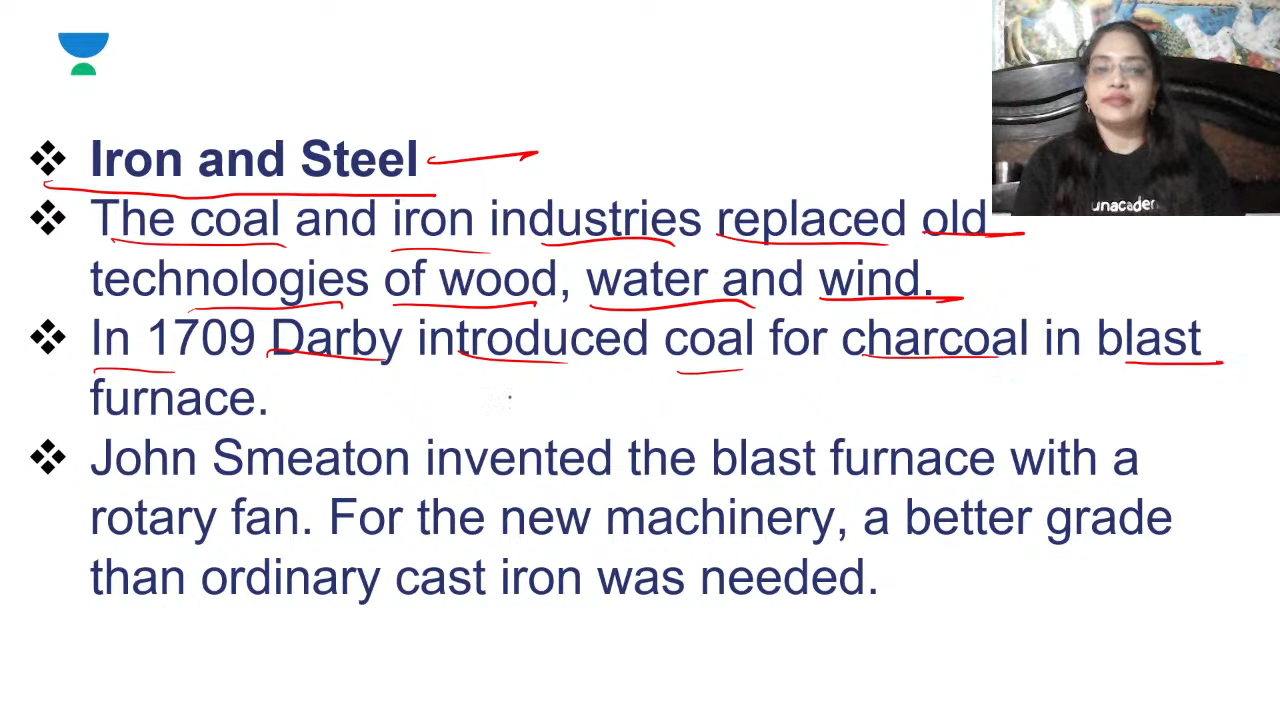 ❖ Iron and Steel
❖ The coal and iron industries replaced old
technologies of wood, water and wind.
❖ In 1709 Darby introduced coal for charcoal in blast
furnace.
❖ John Smeaton invented the blast furnace with a
rotary fan. For the new machinery, a better grade
than ordinary cast iron was needed.
unacade